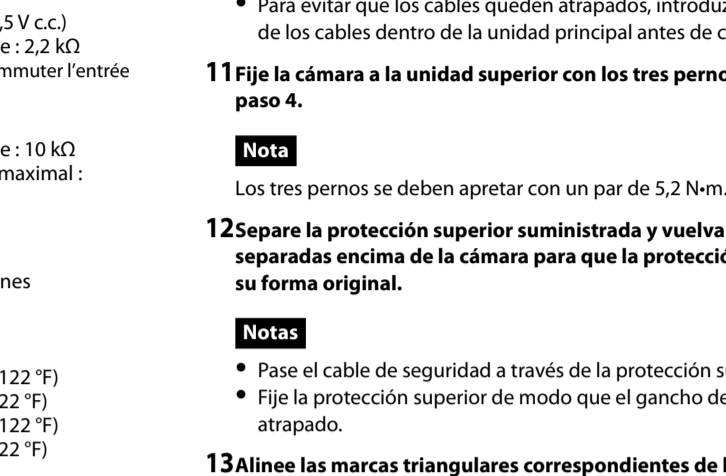 ,5 V c.c.)
e : 2,2 kΩ
mmuter l’entrée
e : 10 kΩ
maximal :
nes
122 °F)
22 °F)
122 °F)
22 °F)
• Para evitar que los cables queden atrapados, introduz
de los cables dentro de la unidad principal antes de c
11 Fije la cámara a la unidad superior con los tres perno
paso 4.
Nota
Los tres pernos se deben apretar con un par de 5,2 N•m.
12 Separe la protección superior suministrada y vuelva
separadas encima de la cámara para que la protecció
su forma original.
Notas
• Pase el cable de seguridad a través de la protección s
• Fije la protección superior de modo que el gancho de
atrapado.
13 Alinee las marcas triangulares correspondientes de l